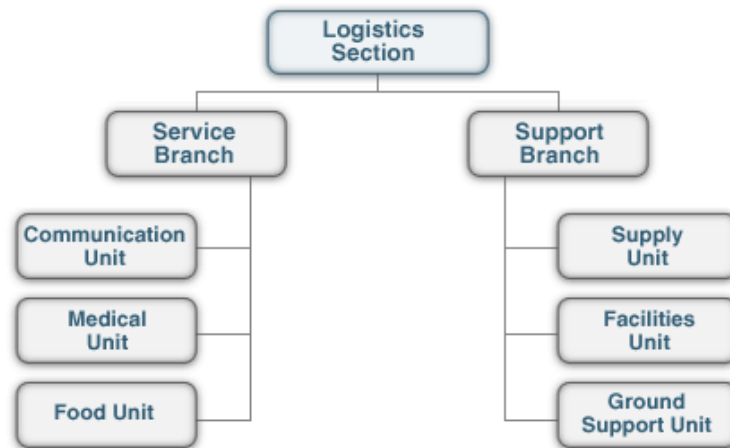 Logistics
Section
Service
Branch
Support
Branch
Communication
Unit
Supply
Unit
Medical
Unit
Facilities
Unit
Food Unit
Ground
Support Unit